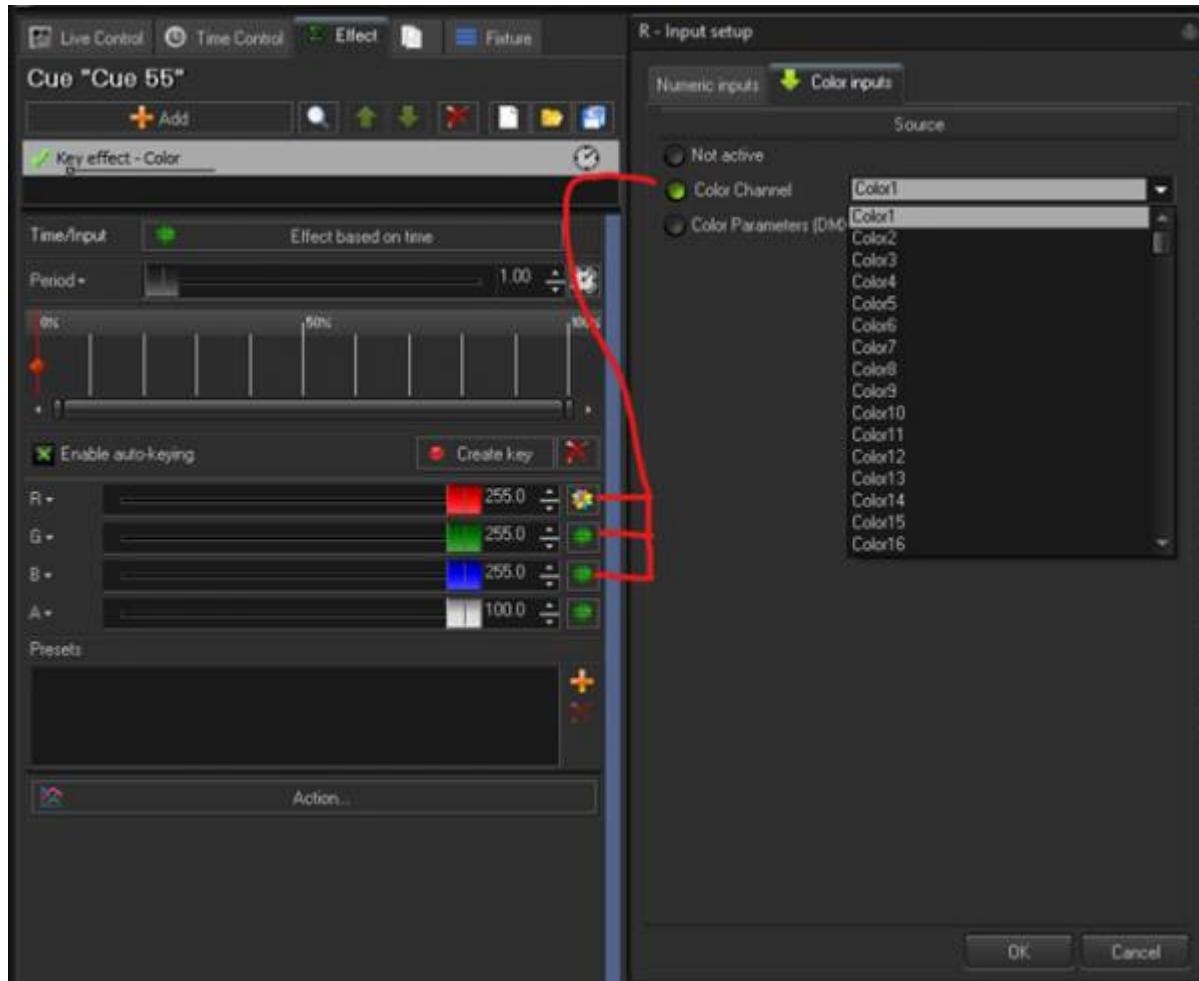 Live Control Time Control Effect Fixture
Cue "Cue 55"
Add
Key effect - Color
Time/Input Effect based on time
Period 1.00
0% 50% 100%
Enable auto-keying Create key
R 255.0
G 255.0
B 255.0
A 100.0
Presets
Action...
R - Input setup
Numeric inputs Color inputs
Source
Not active
Color Channel Color1
Color Parameters (DMX
Color1
Color2
Color3
Color4
Color5
Color6
Color7
Color8
Color9
Color10
Color11
Color12
Color13
Color14
Color15
Color16
OK Cancel